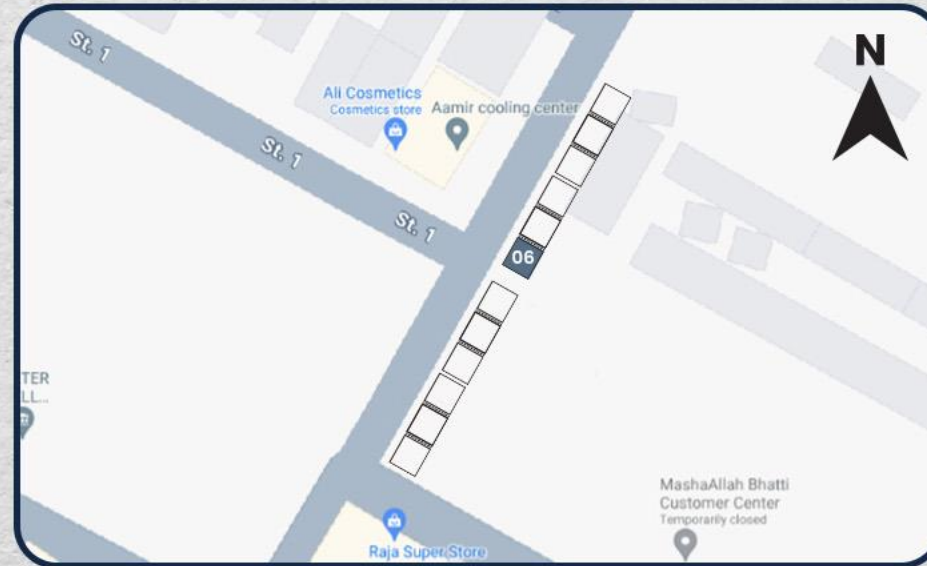 St. 1
N
Ali Cosmetics
Cosmetics store
Aamir cooling center
St. 1
St. 1
06
TER
LL...
MashaAllah Bhatti
Customer Center
Temporarily closed
Raja Super Store